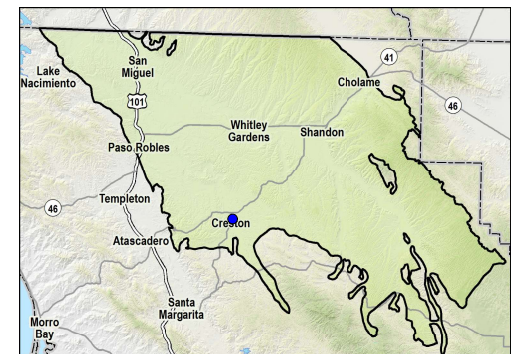 San
Miguel
41
Lake
Nacimiento
Cholame
101
46
Whitley
Gardens
Shandon
Paso Robles
Templeton
46
Creston
Atascadero
Santa
Margarita
Morro
Bay